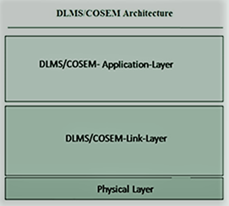 DLMS/COSEM Architecture
DLMS/COSEM- Application-Layer
DLMS/COSEM-Link-Layer
Physical Layer